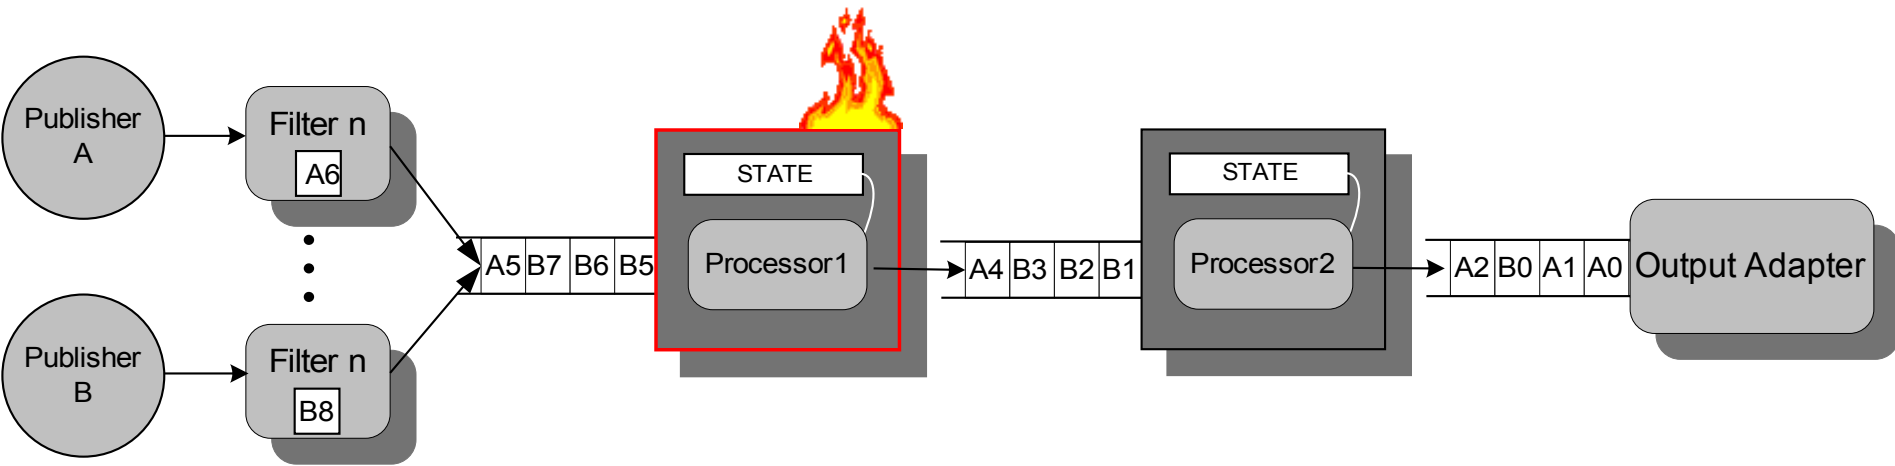 Publisher
A
Filter n
A6
Publisher
B
Filter n
B8
A5 B7 B6 B5
STATE
Processor1
A4 B3 B2 B1
STATE
Processor2
A2 B0 A1 A0
Output Adapter